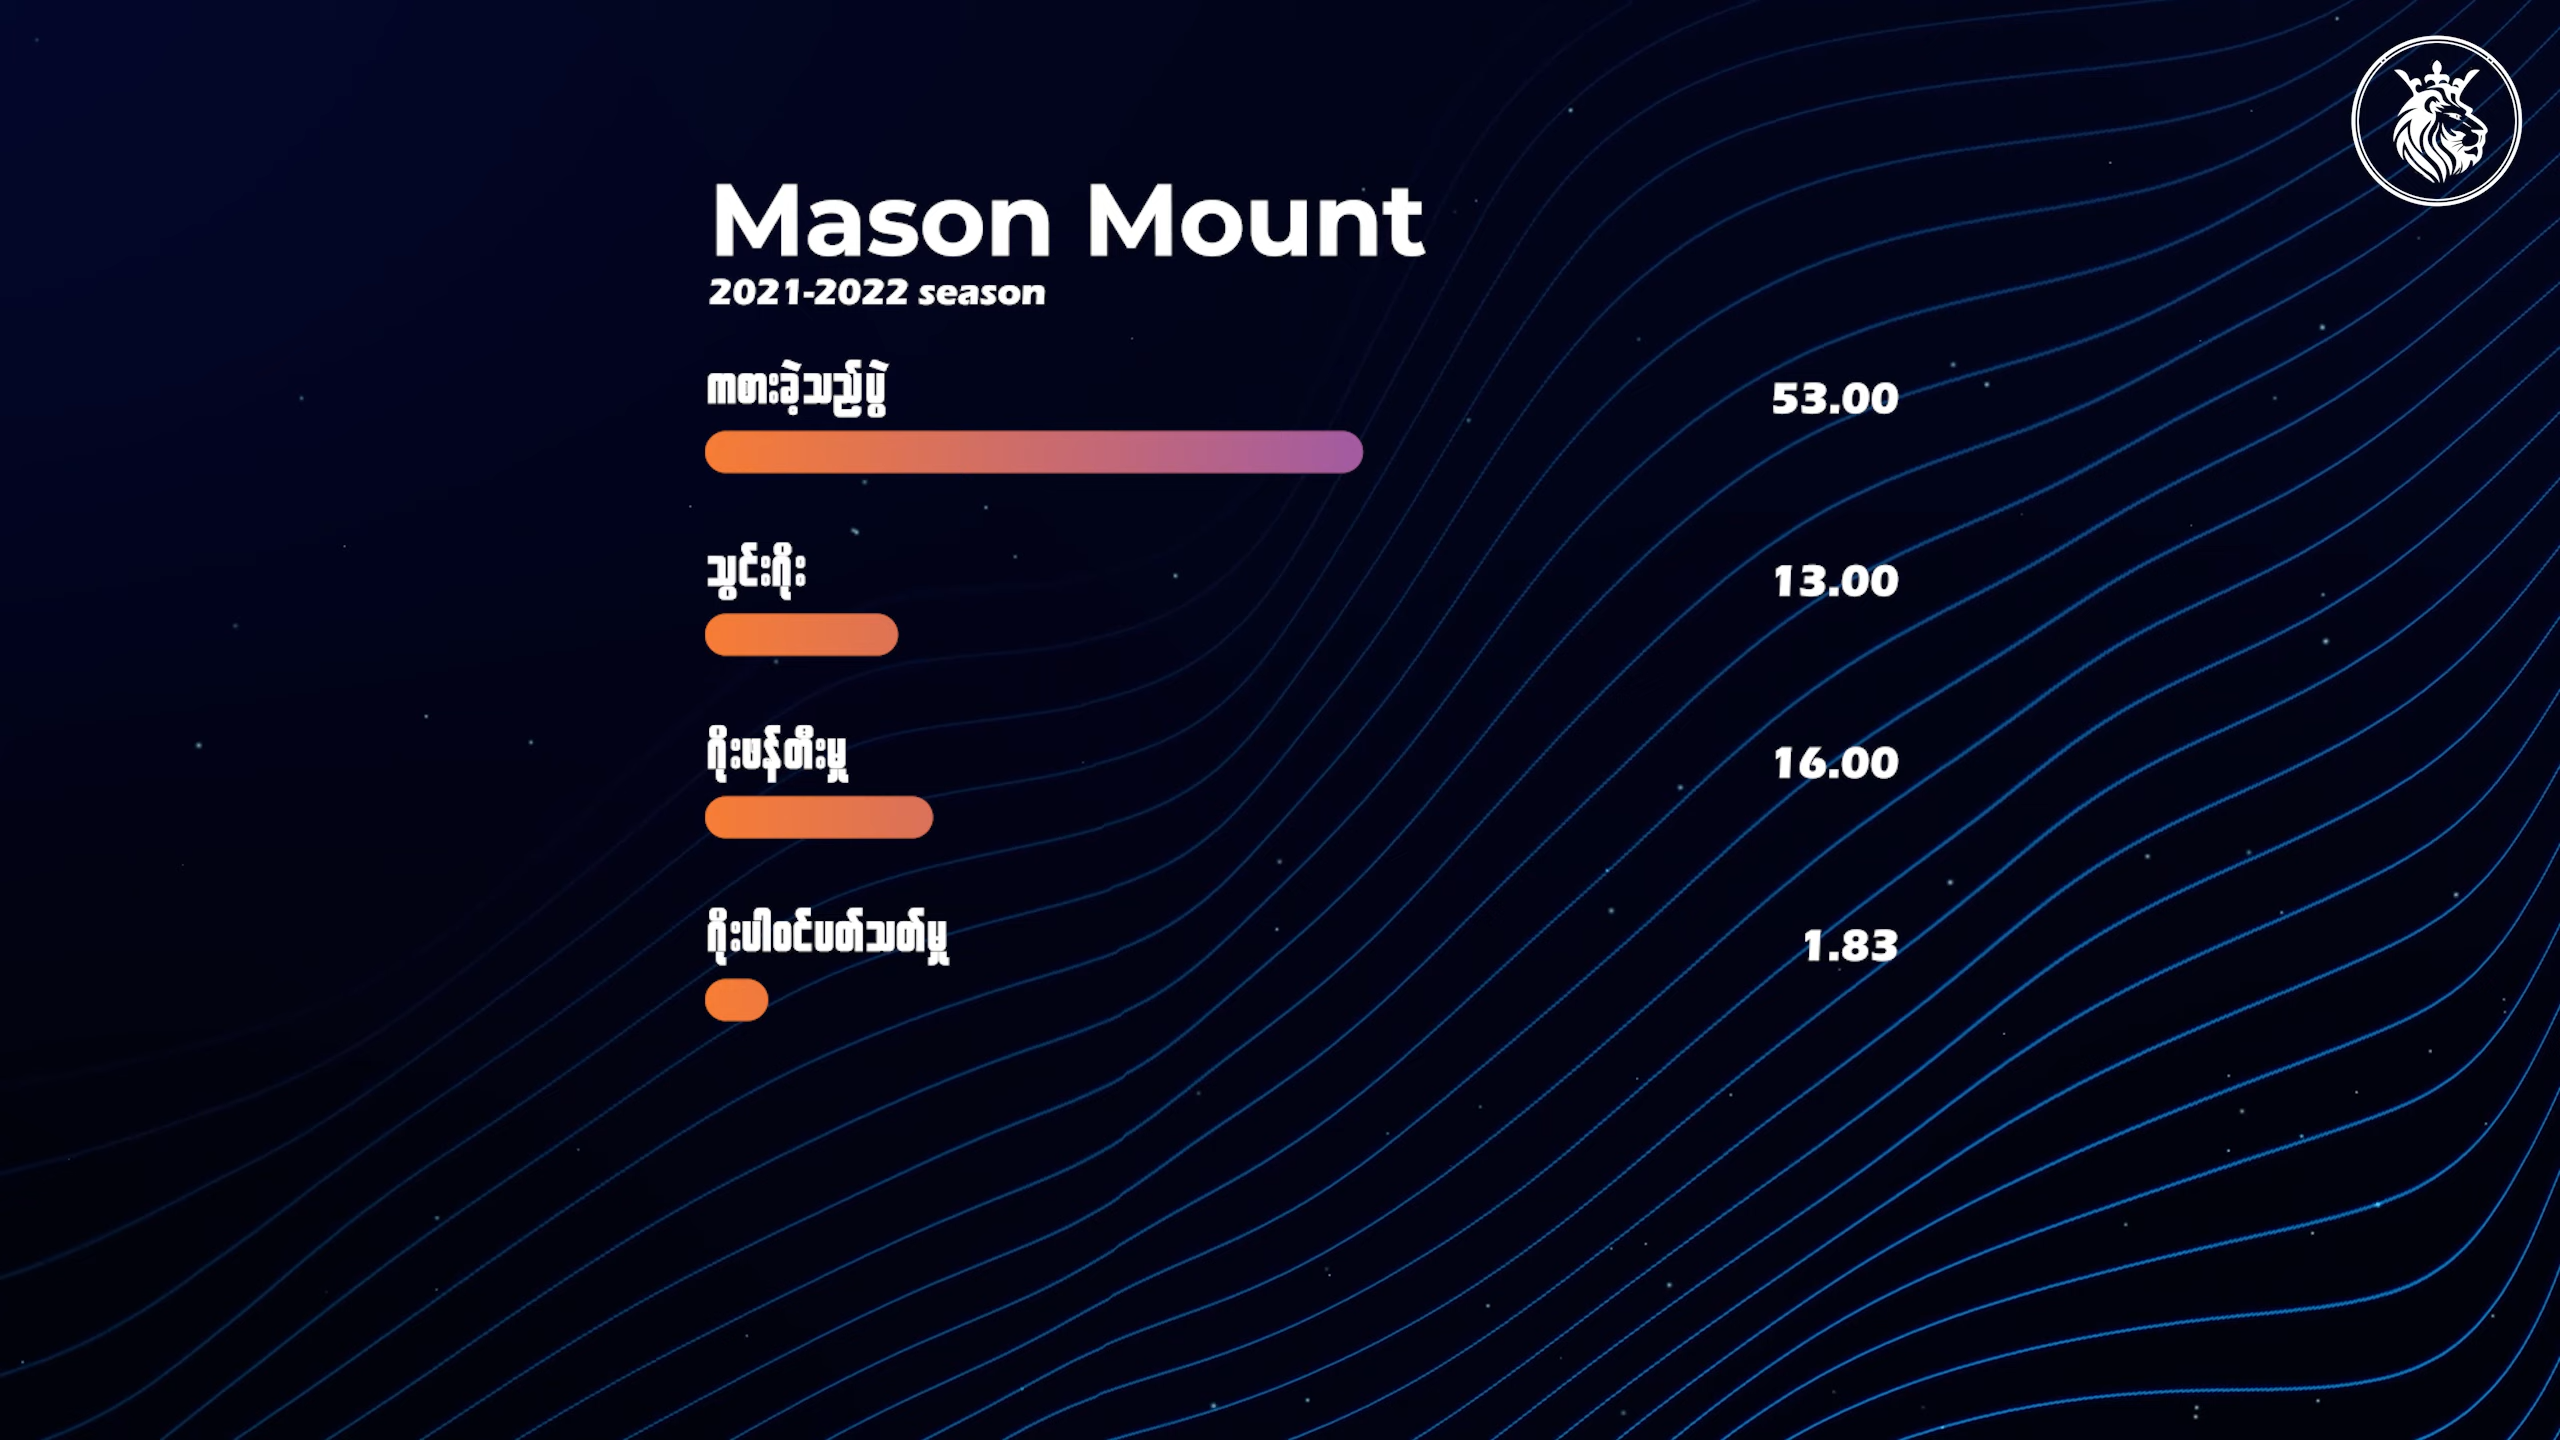 Mason Mount
2021-2022 season
ကစားခဲ့သည်ပွဲ
53.00
သွင်းဂိုး
13.00
ဂိုးဖန်တီးမှု
16.00
ဂိုးပါဝင်ပတ်သတ်မှု
1.83